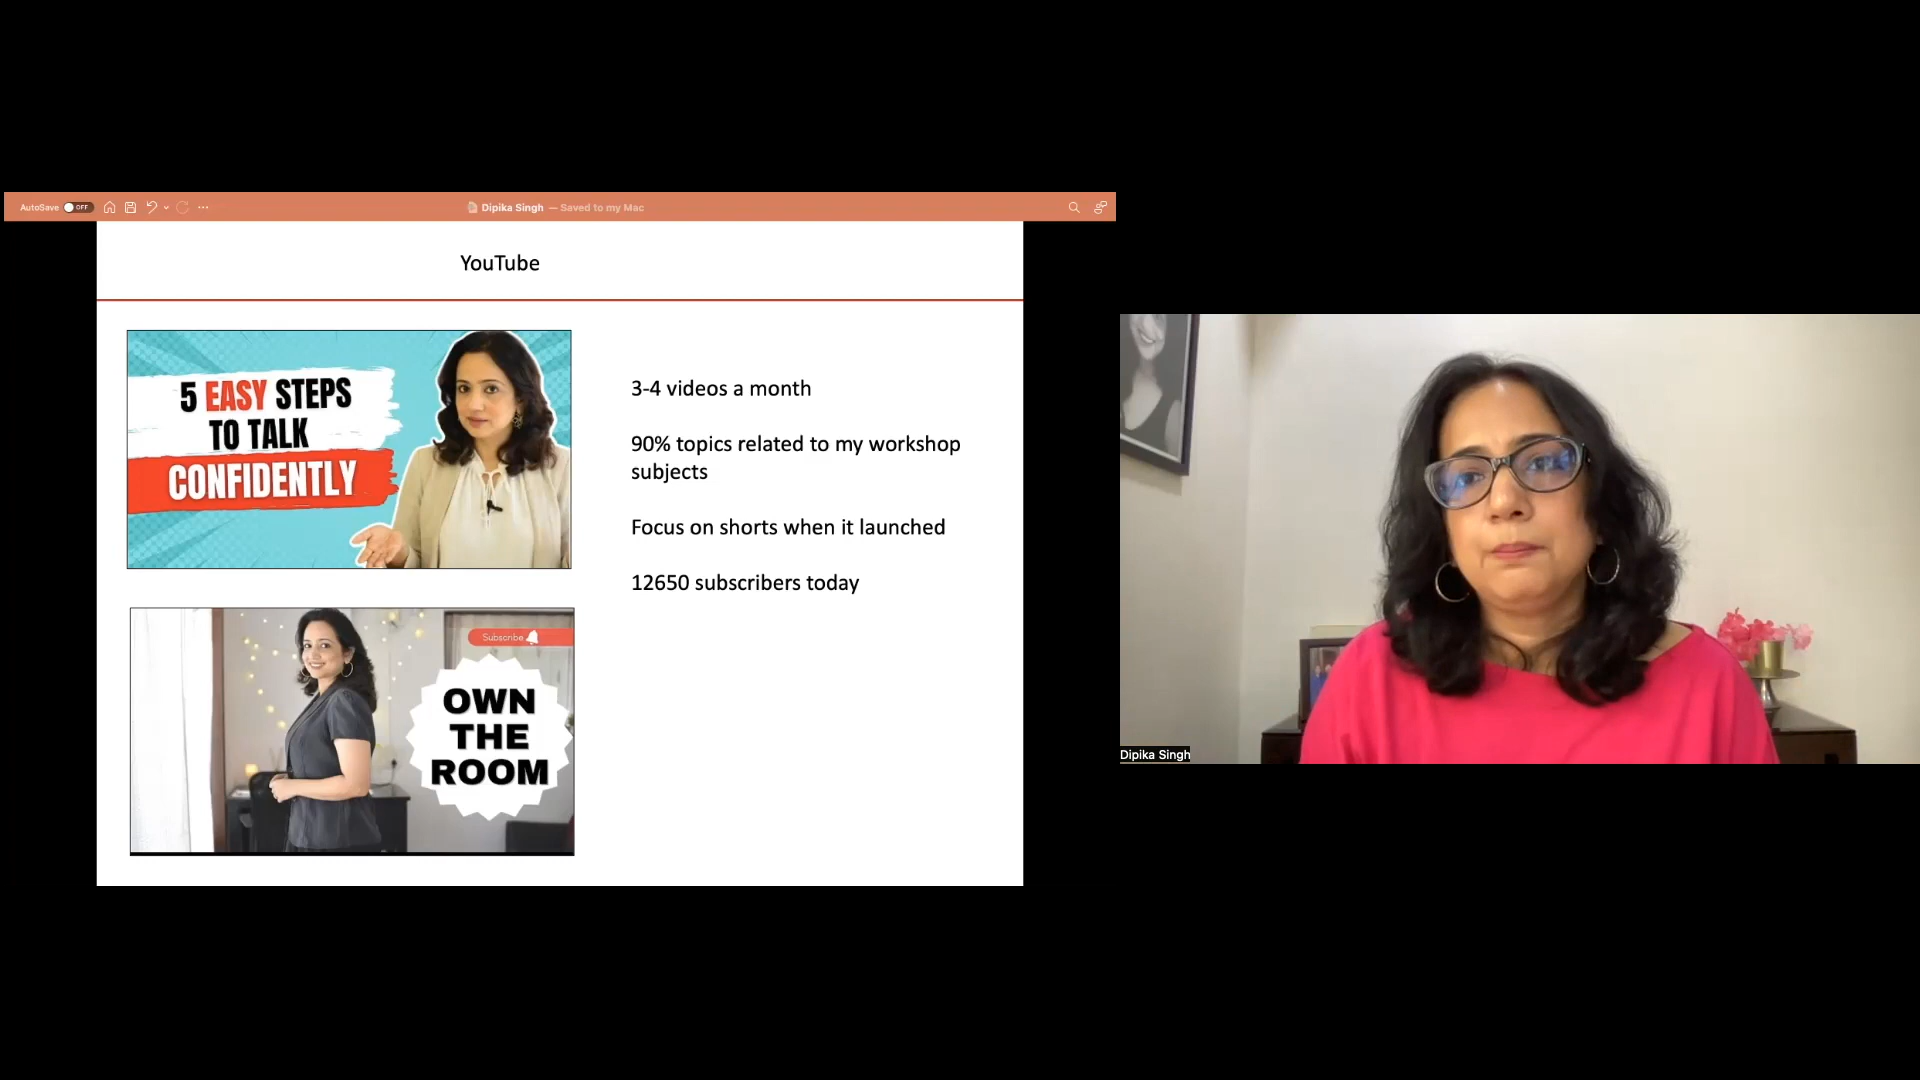 AutoSave OFF
Dipika Singh — Saved to my Mac
YouTube
5 EASY STEPS
TO TALK
CONFIDENTLY
3-4 videos a month
90% topics related to my workshop
subjects
Focus on shorts when it launched
12650 subscribers today
Subscribe
OWN
THE
ROOM
Dipika Singh